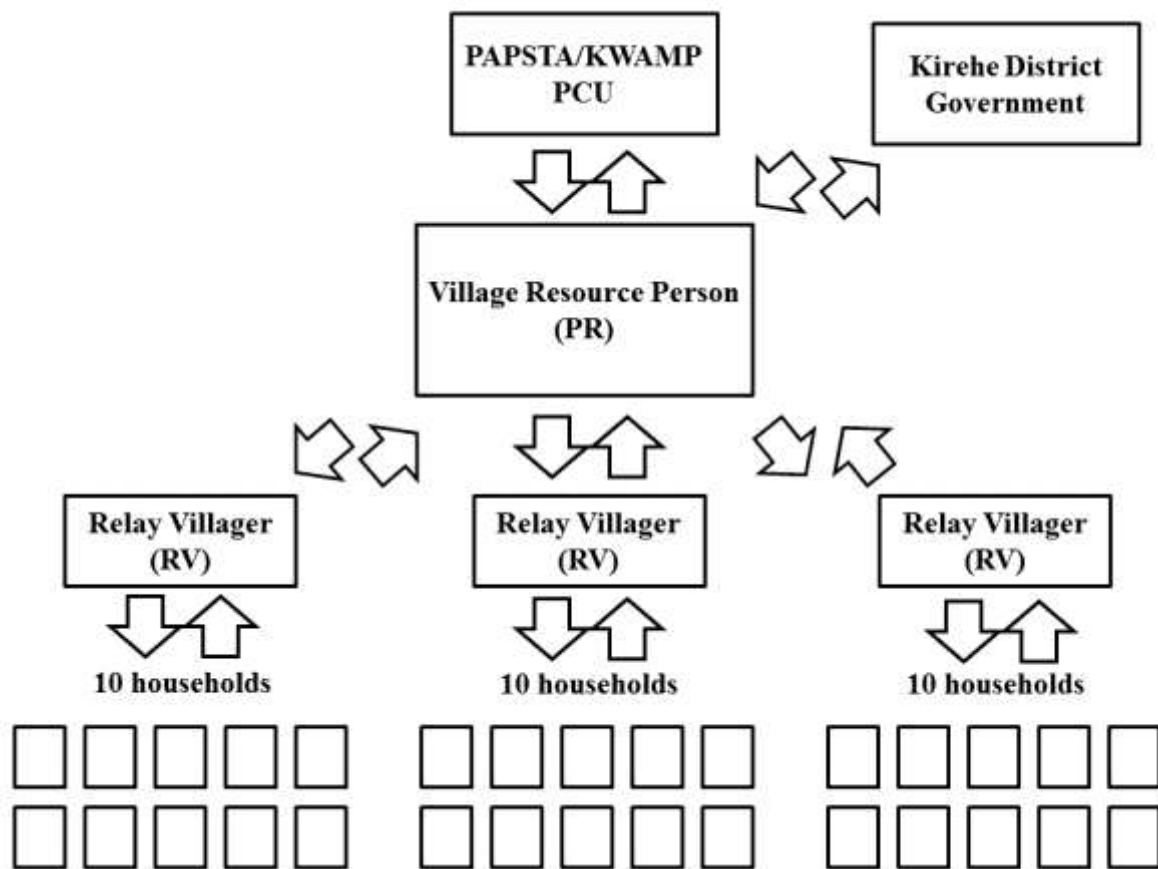 PAPSTA/KWAMP
PCU
Kirehe District
Government
Village Resource Person
(PR)
Relay Villager
(RV)
Relay Villager
(RV)
Relay Villager
(RV)
10 households
10 households
10 households